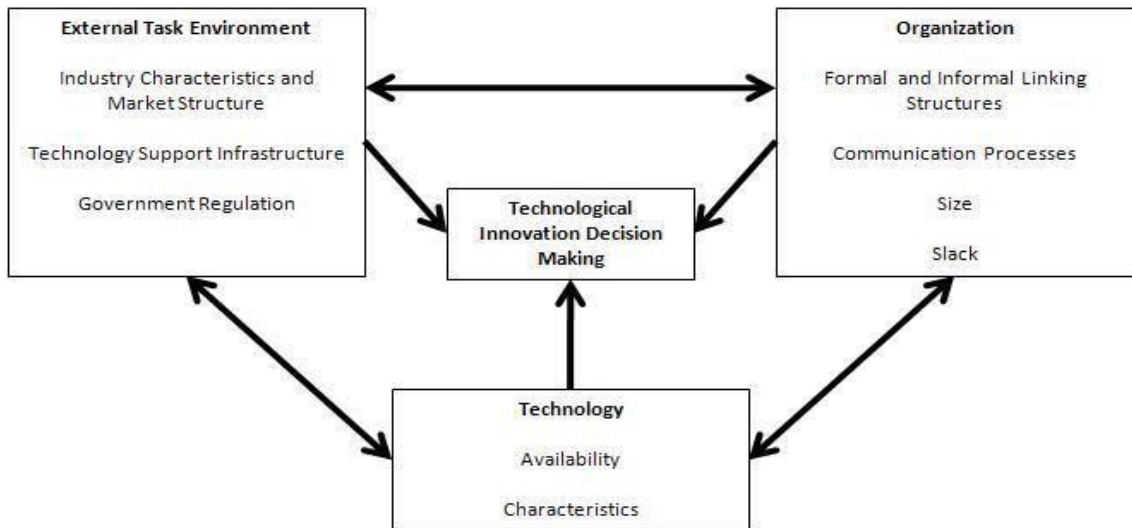 External Task Environment
Industry Characteristics and
Market Structure
Technology Support Infrastructure
Government Regulation
Organization
Formal and Informal Linking
Structures
Communication Processes
Size
Slack
Technological
Innovation Decision
Making
Technology
Availability
Characteristics